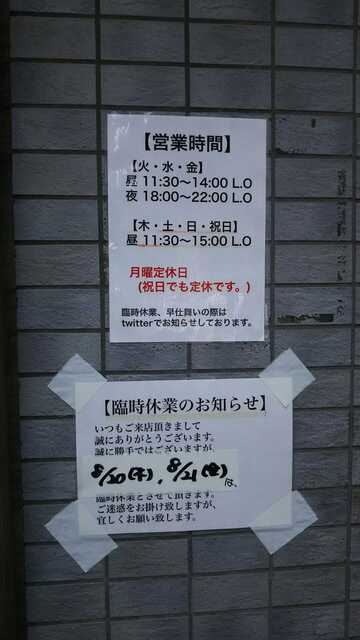 【営業時間】
【火・水・金】
昼 11:30〜14:00 L.O
夜 18:00〜22:00 L.O
【木・土・日・祝日】
昼 11:30〜15:00 L.O
月曜定休日
(祝日でも定休です。)
臨時休業、早仕舞いの際は
twitterでお知らせしております。
【臨時休業のお知らせ】
いつもご来店頂きまして
誠にありがとうございます。
誠に勝手ではございますが、
8/20(木)、8/21(金)
は、
臨時休業とさせて頂きます。
ご迷惑をお掛け致しますが、
宜しくお願い致します。